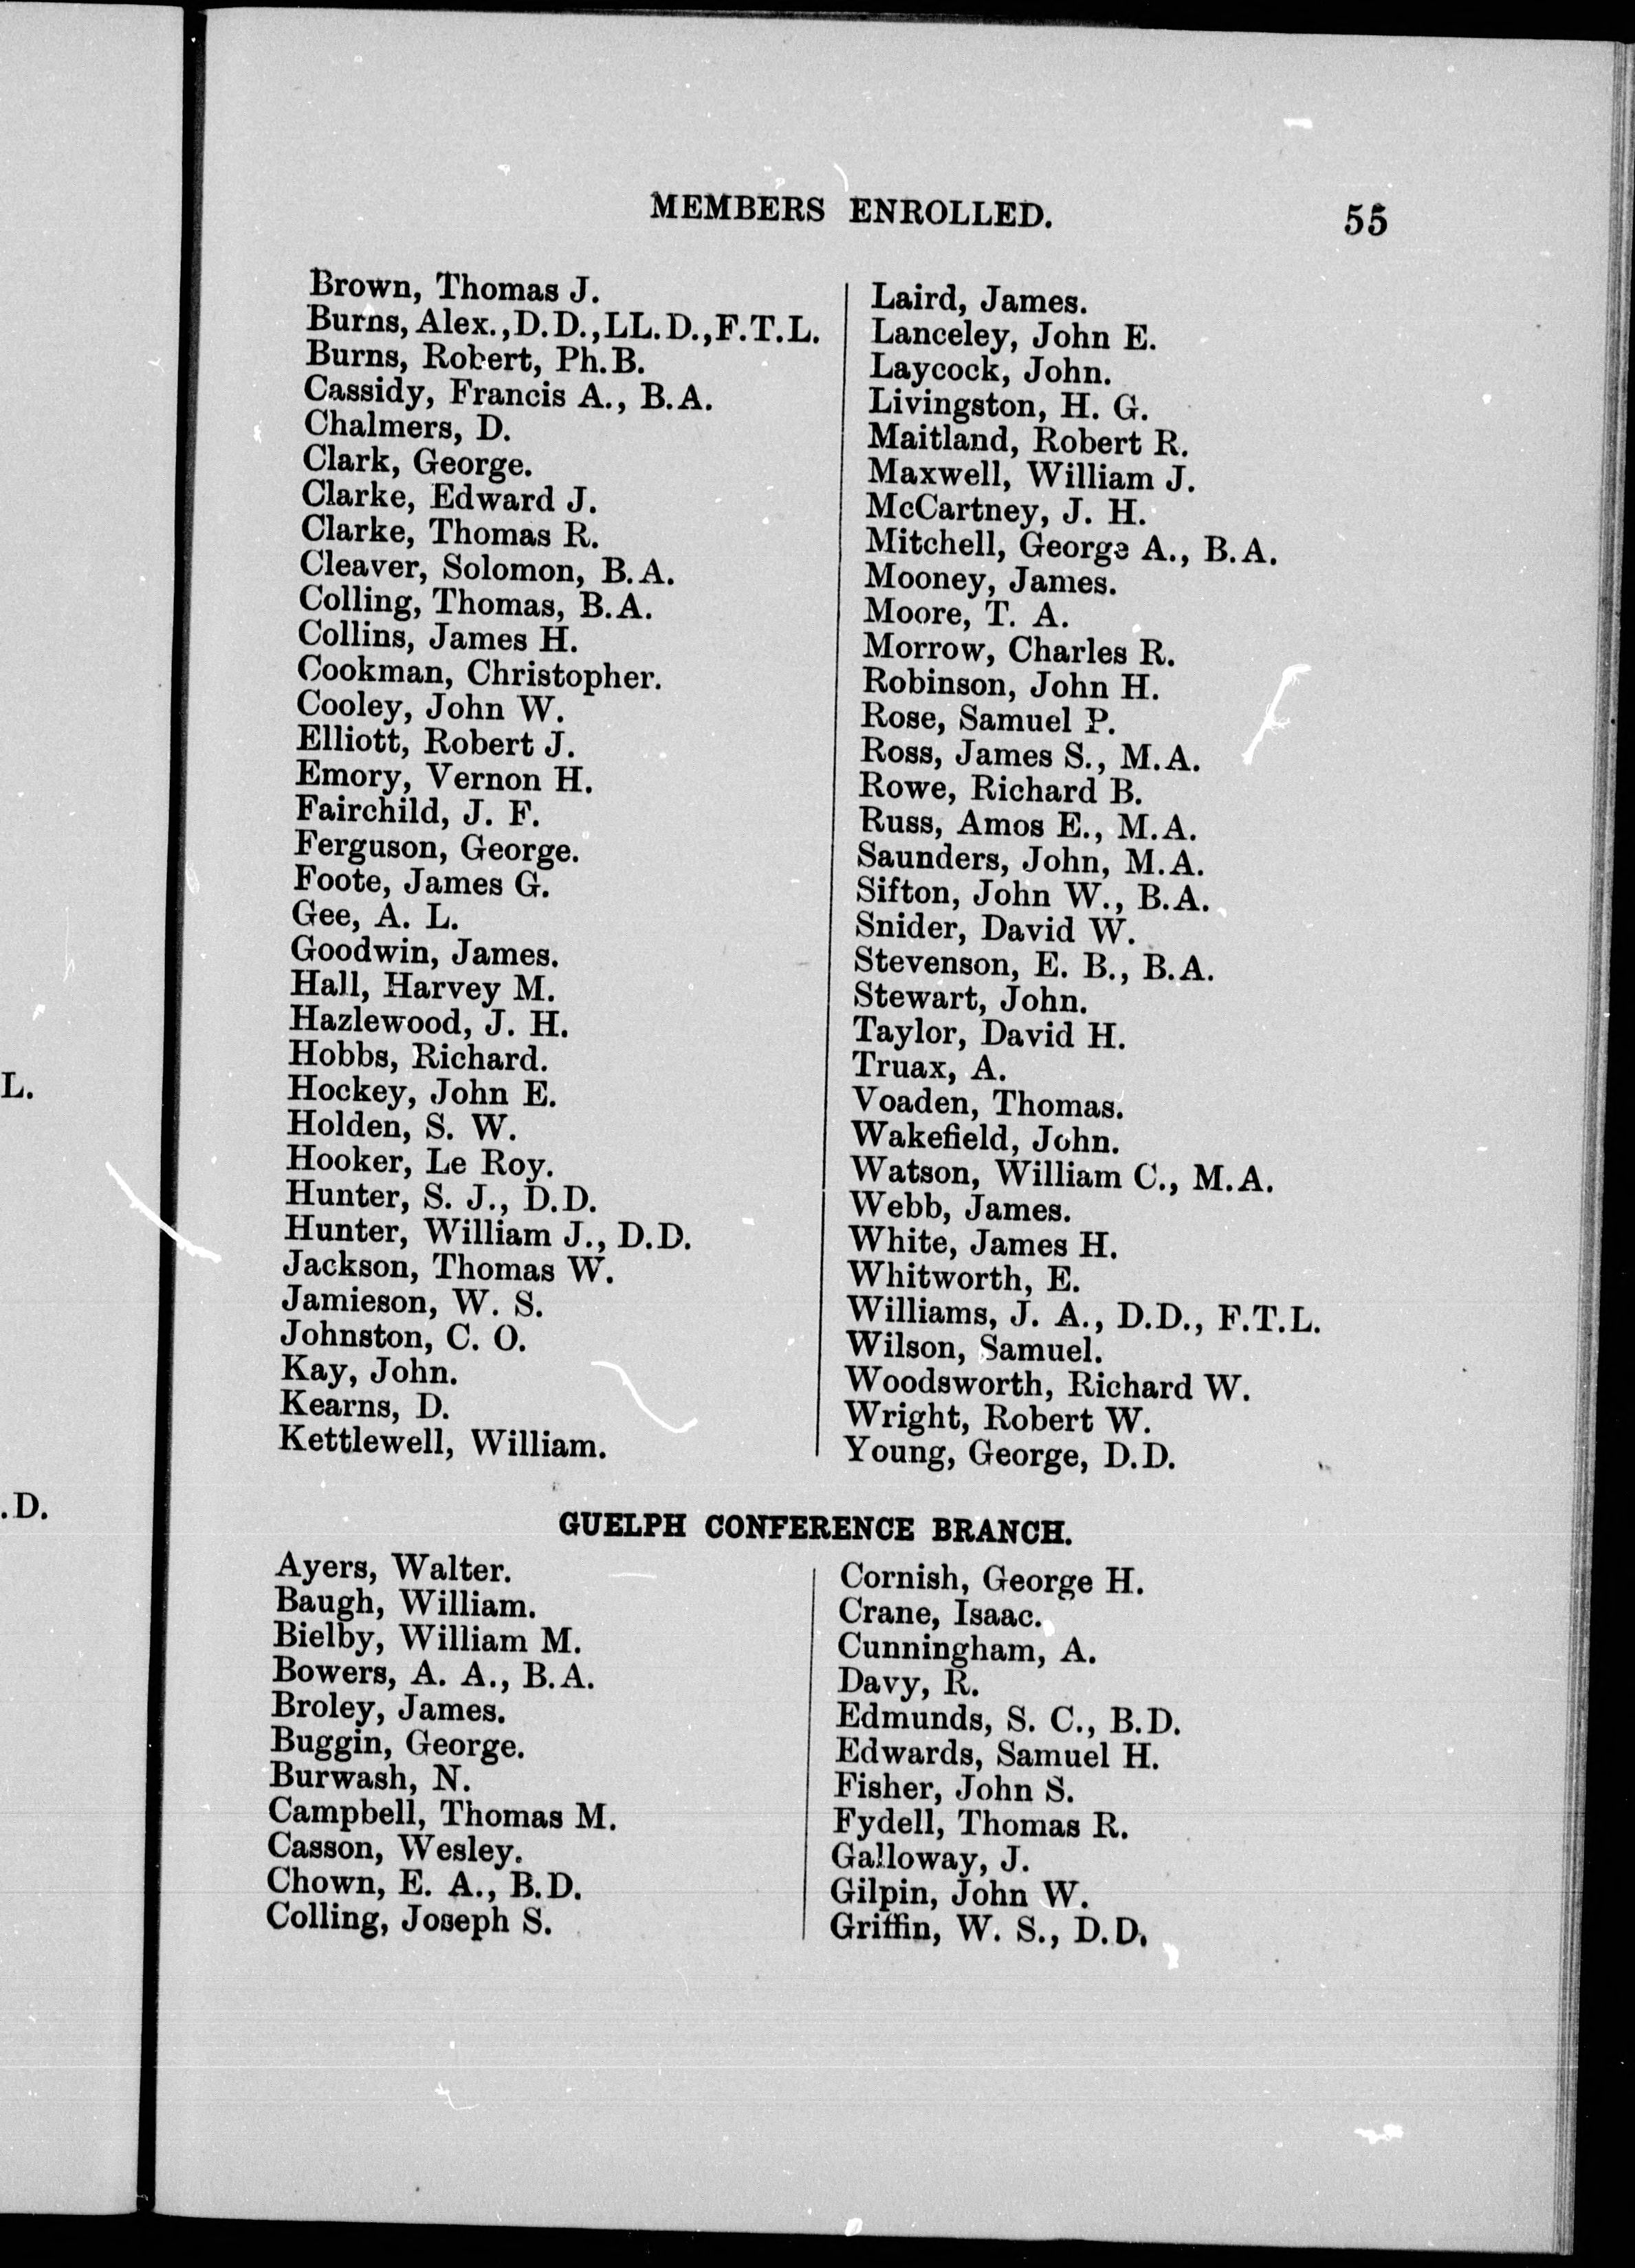 MEMBERS ENROLLED.
55
Brown, Thomas J.
Burns, Alex., D.D., LL.D., F.T.L.
Burns, Robert, Ph.B.
Cassidy, Francis A., B.A.
Chalmers, D.
Clark, George.
Clarke, Edward J.
Clarke, Thomas R.
Cleaver, Solomon, B.A.
Colling, Thomas, B.A.
Collins, James H.
Cookman, Christopher.
Cooley, John W.
Elliott, Robert J.
Emory, Vernon H.
Fairchild, J. F.
Ferguson, George.
Foote, James G.
Gee, A. L.
Goodwin, James.
Hall, Harvey M.
Hazlewood, J. H.
Hobbs, Richard.
Hockey, John E.
Holden, S. W.
Hooker, Le Roy.
Hunter, S. J., D.D.
Hunter, William J., D.D.
Jackson, Thomas W.
Jamieson, W. S.
Johnston, C. O.
Kay, John.
Kearns, D.
Kettlewell, William.
Laird, James.
Lanceley, John E.
Laycock, John.
Livingston, H. G.
Maitland, Robert R.
Maxwell, William J.
McCartney, J. H.
Mitchell, George A., B.A.
Mooney, James.
Moore, T. A.
Morrow, Charles R.
Robinson, John H.
Rose, Samuel P.
Ross, James S., M.A.
Rowe, Richard B.
Russ, Amos E., M.A.
Saunders, John, M.A.
Sifton, John W., B.A.
Snider, David W.
Stevenson, E. B., B.A.
Stewart, John.
Taylor, David H.
Truax, A.
Voaden, Thomas.
Wakefield, John.
Watson, William C., M.A.
Webb, James.
White, James H.
Whitworth, E.
Williams, J. A., D.D., F.T.L.
Wilson, Samuel.
Woodsworth, Richard W.
Wright, Robert W.
Young, George, D.D.
GUELPH CONFERENCE BRANCH.
Ayers, Walter.
Baugh, William.
Bielby, William M.
Bowers, A. A., B.A.
Broley, James.
Buggin, George.
Burwash, N.
Campbell, Thomas M.
Casson, Wesley.
Chown, E. A., B.D.
Colling, Joseph S.
Cornish, George H.
Crane, Isaac.
Cunningham, A.
Davy, R.
Edmunds, S. C., B.D.
Edwards, Samuel H.
Fisher, John S.
Fydell, Thomas R.
Galloway, J.
Gilpin, John W.
Griffin, W. S., D.D.
L.
.D.